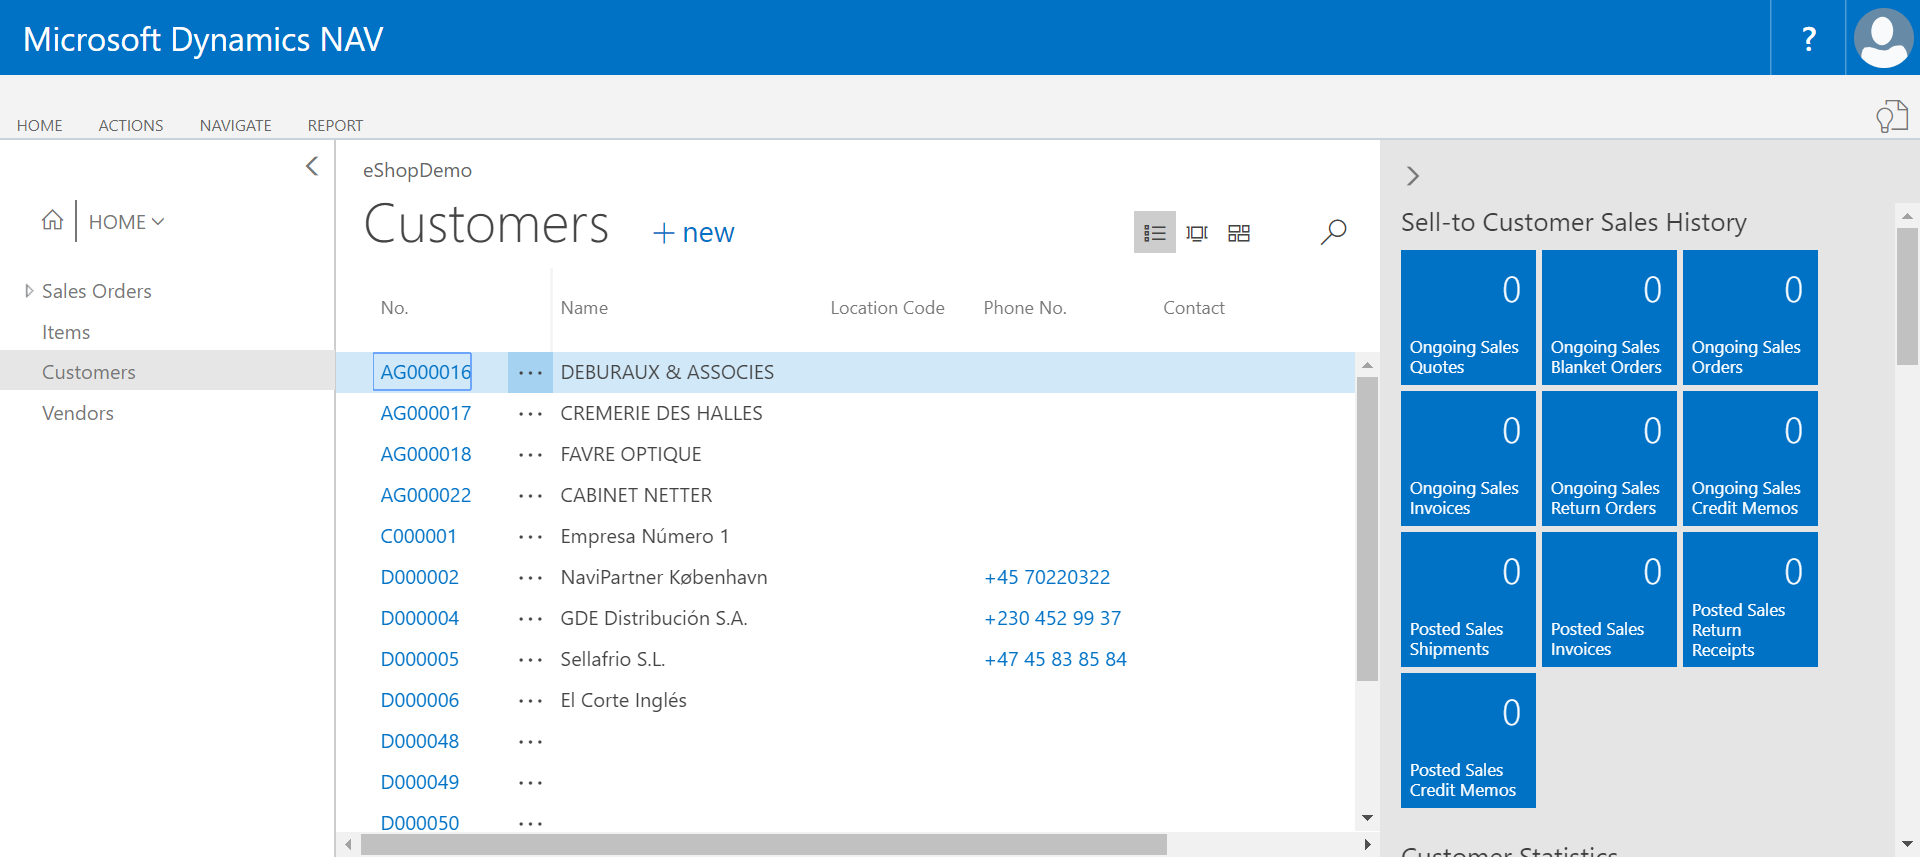 Microsoft Dynamics NAV
?
HOME ACTIONS NAVIGATE REPORT
HOME
Sales Orders
Items
Customers
Vendors
eShopDemo
Customers
+ new
No. Name Location Code Phone No. Contact
AG000016 ··· DEBURAUX & ASSOCIES
AG000017 ··· CREMERIE DES HALLES
AG000018 ··· FAVRE OPTIQUE
AG000022 ··· CABINET NETTER
C000001 ··· Empresa Número 1
D000002 ··· NaviPartner København +45 70220322
D000004 ··· GDE Distribución S.A. +230 452 99 37
D000005 ··· Sellafrio S.L. +47 45 83 85 84
D000006 ··· El Corte Inglés
D000048 ···
D000049 ···
D000050 ···
Sell-to Customer Sales History
0
Ongoing Sales
Quotes
0
Ongoing Sales
Blanket Orders
0
Ongoing Sales
Orders
0
Ongoing Sales
Invoices
0
Ongoing Sales
Return Orders
0
Ongoing Sales
Credit Memos
0
Posted Sales
Shipments
0
Posted Sales
Invoices
0
Posted Sales
Return
Receipts
0
Posted Sales
Credit Memos
Customer Statistics